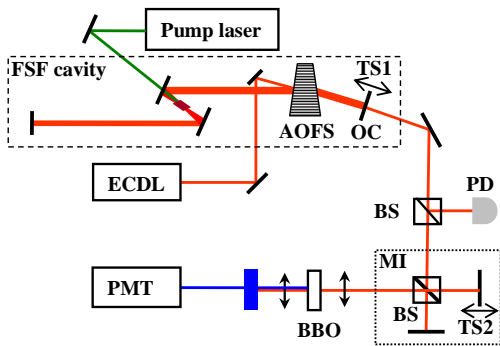 Pump laser
FSF cavity
TS1
AOFS
OC
ECDL
PD
BS
MI
PMT
BS
TS2
BBO